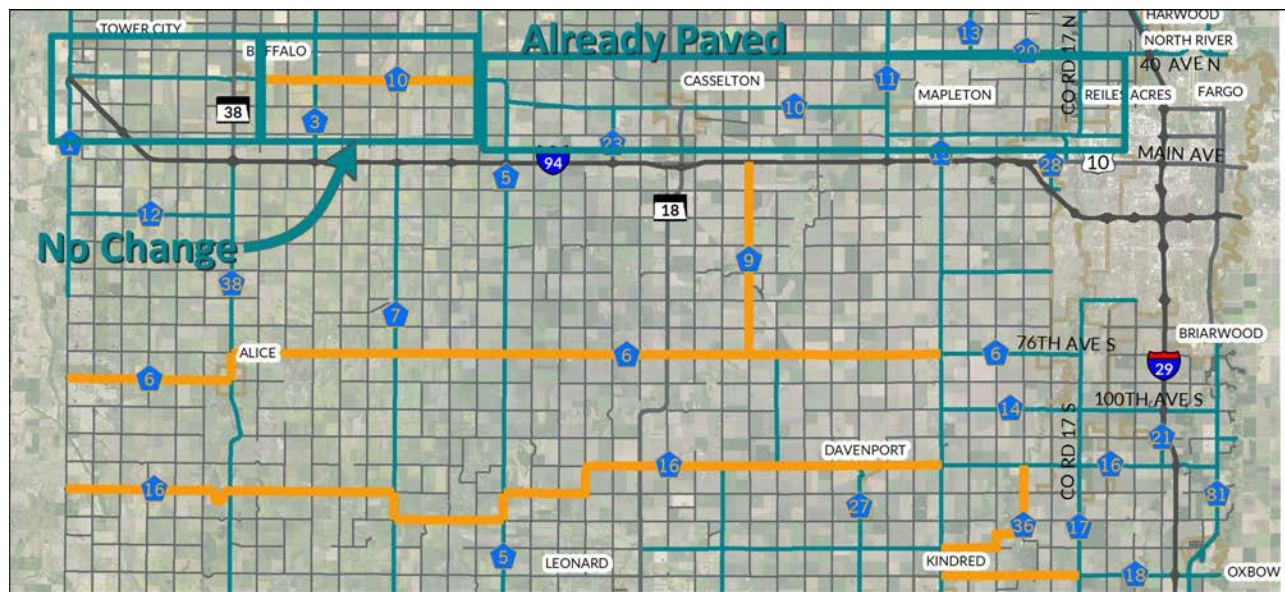 TOWER CITY
BUFFALO
Already Paved
13
20
CO RD 17 N
HARWOOD
NORTH RIVER
40 AVE N
10
CASSELTON
11
MAPLETON
REILES ACRES
FARGO
38
3
10
1
23
94
5
15
28
10
MAIN AVE
12
18
No Change
9
38
7
ALICE
6
6
6
76TH AVE S
BRIARWOOD
29
14
100TH AVE S
21
DAVENPORT
16
16
16
CO RD 17 S
27
36
17
81
5
LEONARD
KINDRED
18
OXBOW